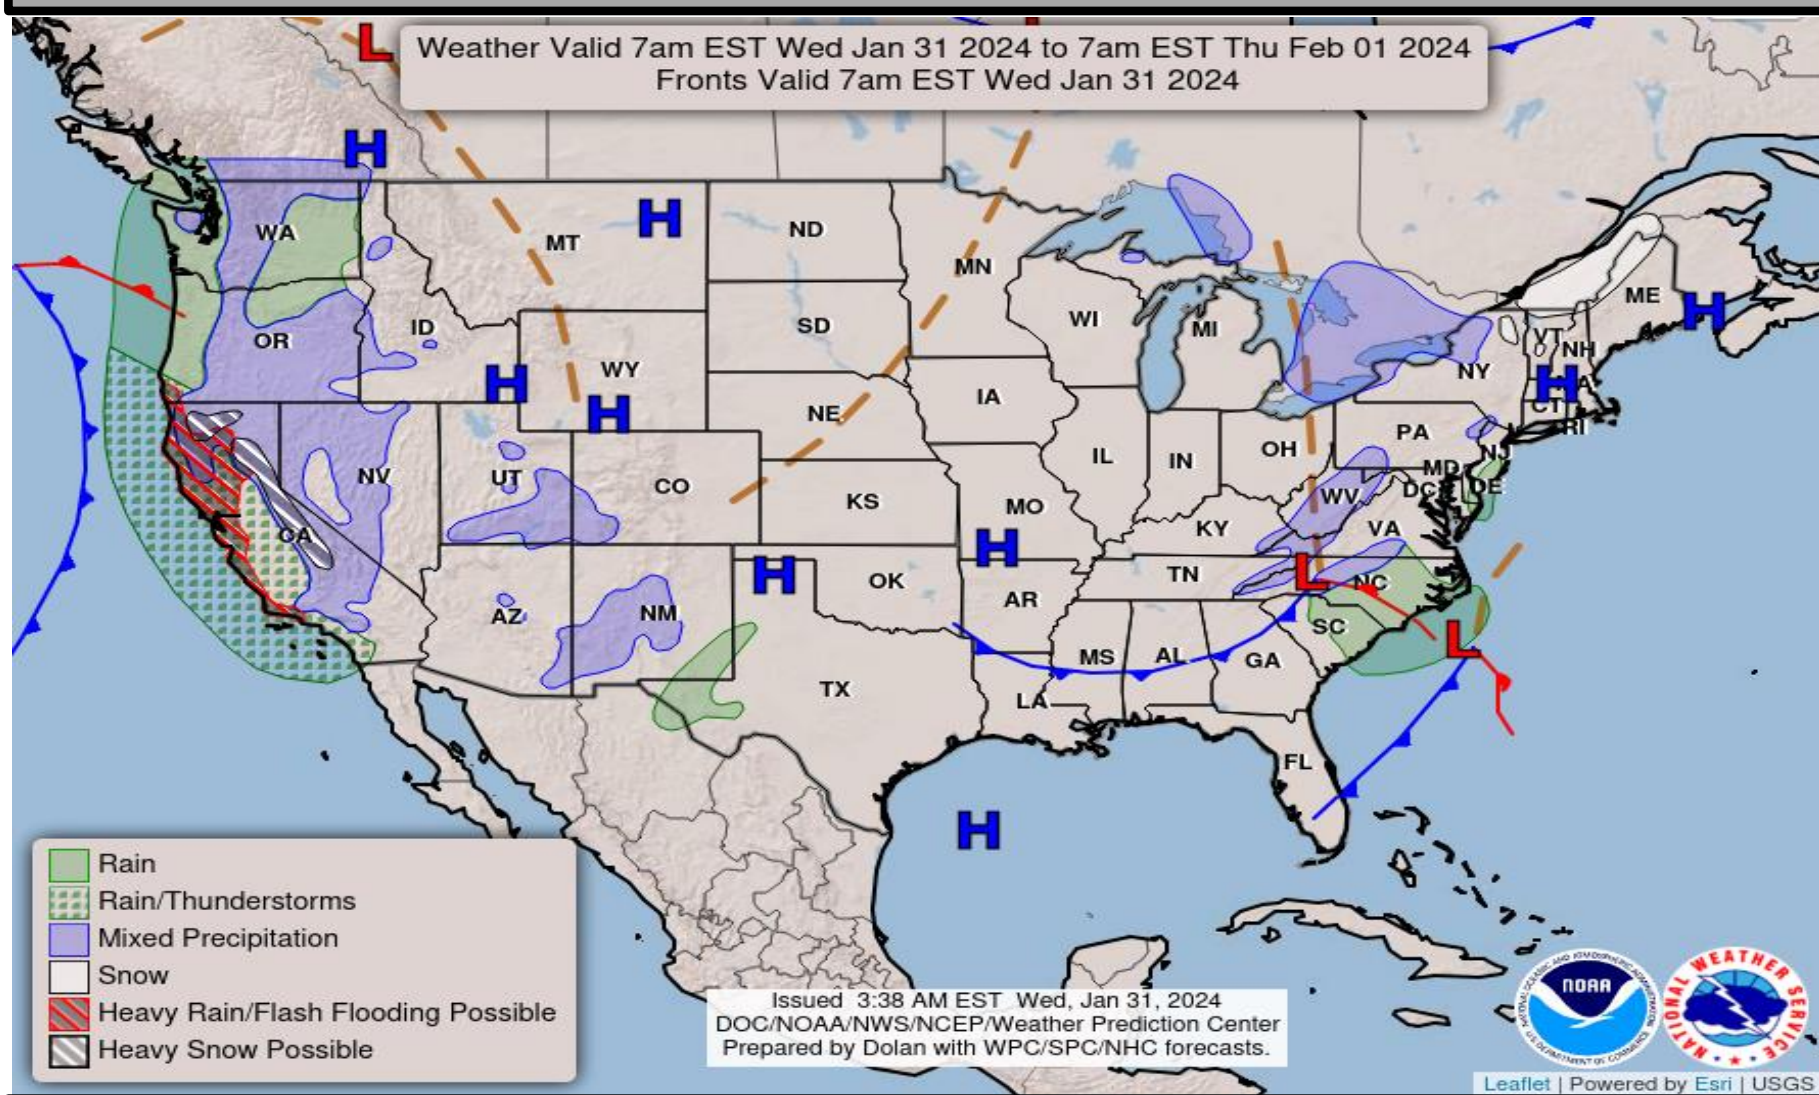 Weather Valid 7am EST Wed Jan 31 2024 to 7am EST Thu Feb 01 2024
Fronts Valid 7am EST Wed Jan 31 2024
L
H
H
WA
MT
ND
MN
ME
H
OR
ID
SD
WI
MI
VT
NH
H
WY
H
NE
IA
NY
H
CT
RI
NV
UT
CO
KS
MO
IL
IN
OH
PA
NJ
MD
DC
DE
WV
VA
KY
CA
H
H
OK
AR
TN
L
NC
AZ
NM
SC
L
TX
MS
AL
GA
LA
FL
H
Rain
Rain/Thunderstorms
Mixed Precipitation
Snow
Heavy Rain/Flash Flooding Possible
Heavy Snow Possible
Issued 3:38 AM EST Wed, Jan 31, 2024
DOC/NOAA/NWS/NCEP/Weather Prediction Center
Prepared by Dolan with WPC/SPC/NHC forecasts.
NOAA
NATIONAL WEATHER SERVICE
Leaflet | Powered by Esri | USGS